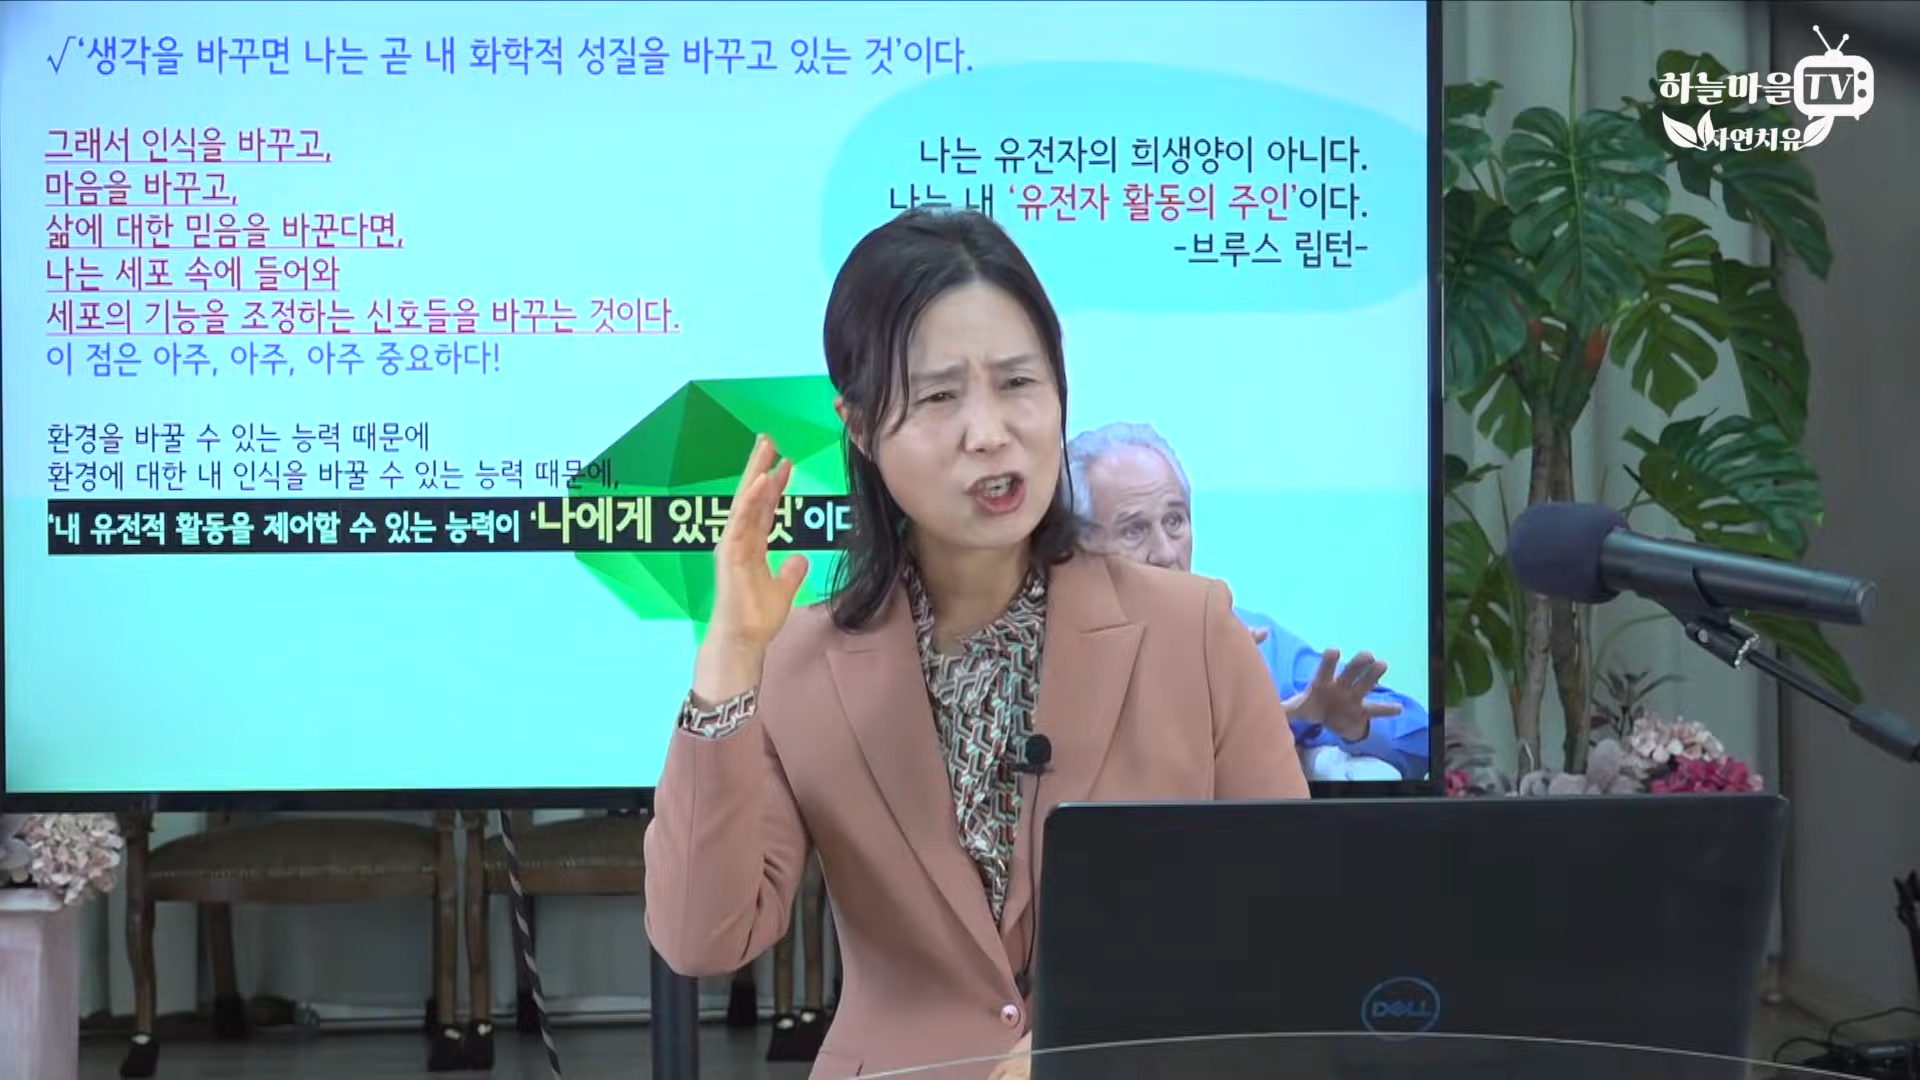 √‘생각을 바꾸면 나는 곧 내 화학적 성질을 바꾸고 있는 것’이다.
그래서 인식을 바꾸고,
마음을 바꾸고,
삶에 대한 믿음을 바꾼다면,
나는 세포 속에 들어와
세포의 기능을 조정하는 신호들을 바꾸는 것이다.
이 점은 아주, 아주, 아주 중요하다!
환경을 바꿀 수 있는 능력 때문에
환경에 대한 내 인식을 바꿀 수 있는 능력 때문에,
‘내 유전적 활동을 제어할 수 있는 능력이 ‘나에게 있는 것’이다
나는 유전자의 희생양이 아니다.
나는 내 ‘유전자 활동의 주인’이다.
-브루스 립턴-
하늘마을TV
자연치유
DELL